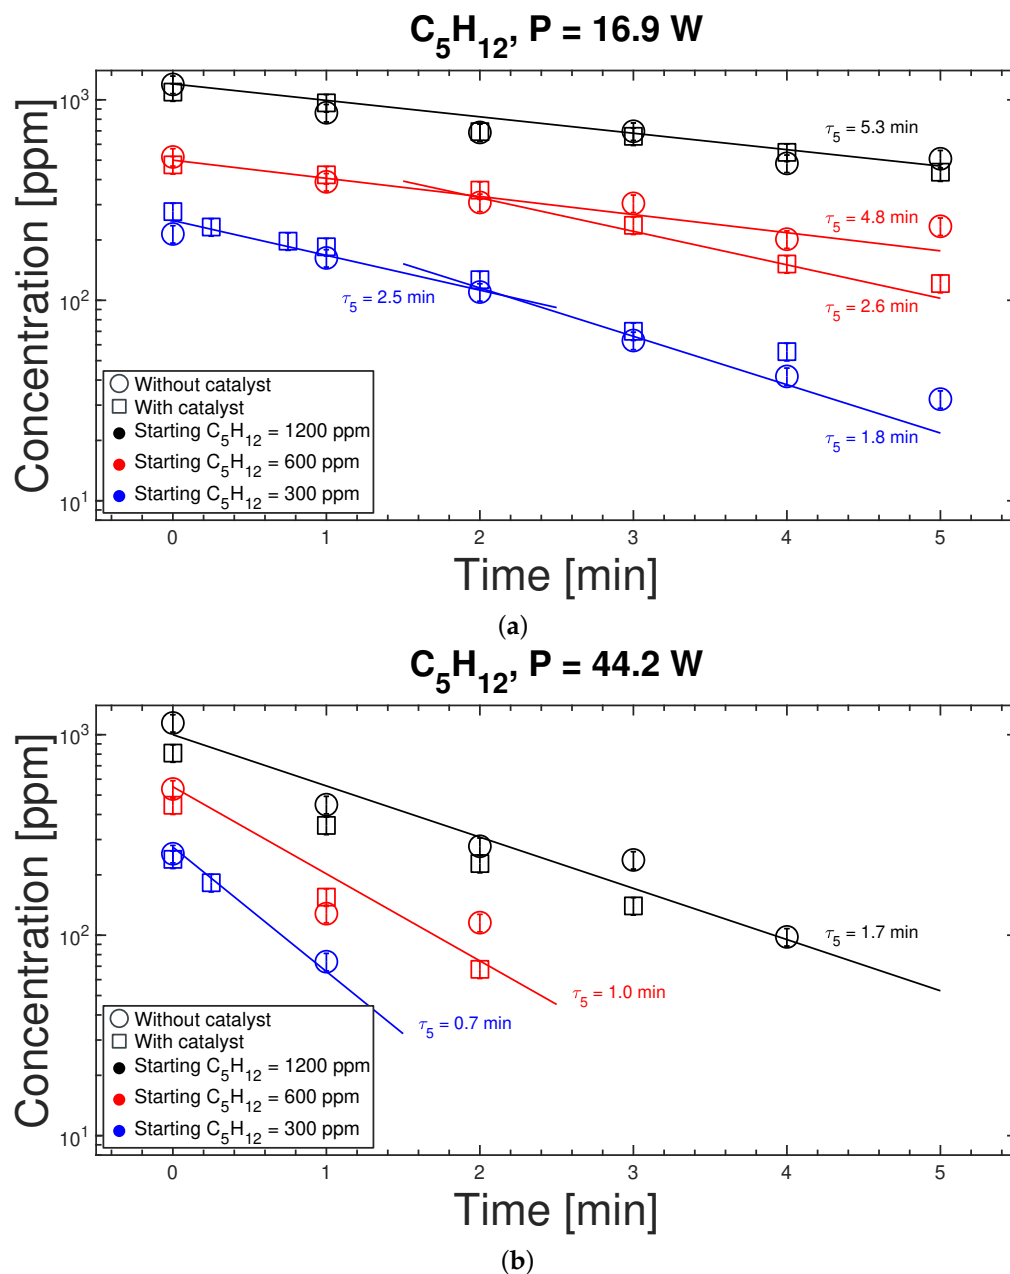 C5H12, P = 16.9 W
Concentration [ppm]
10^3
10^2
10^1
τ5 = 5.3 min
τ5 = 4.8 min
τ5 = 2.5 min
τ5 = 2.6 min
τ5 = 1.8 min
Without catalyst
With catalyst
Starting C5H12 = 1200 ppm
Starting C5H12 = 600 ppm
Starting C5H12 = 300 ppm
0 1 2 3 4 5
Time [min]
(a)
C5H12, P = 44.2 W
Concentration [ppm]
10^3
10^2
10^1
τ5 = 1.7 min
τ5 = 1.0 min
τ5 = 0.7 min
Without catalyst
With catalyst
Starting C5H12 = 1200 ppm
Starting C5H12 = 600 ppm
Starting C5H12 = 300 ppm
0 1 2 3 4 5
Time [min]
(b)